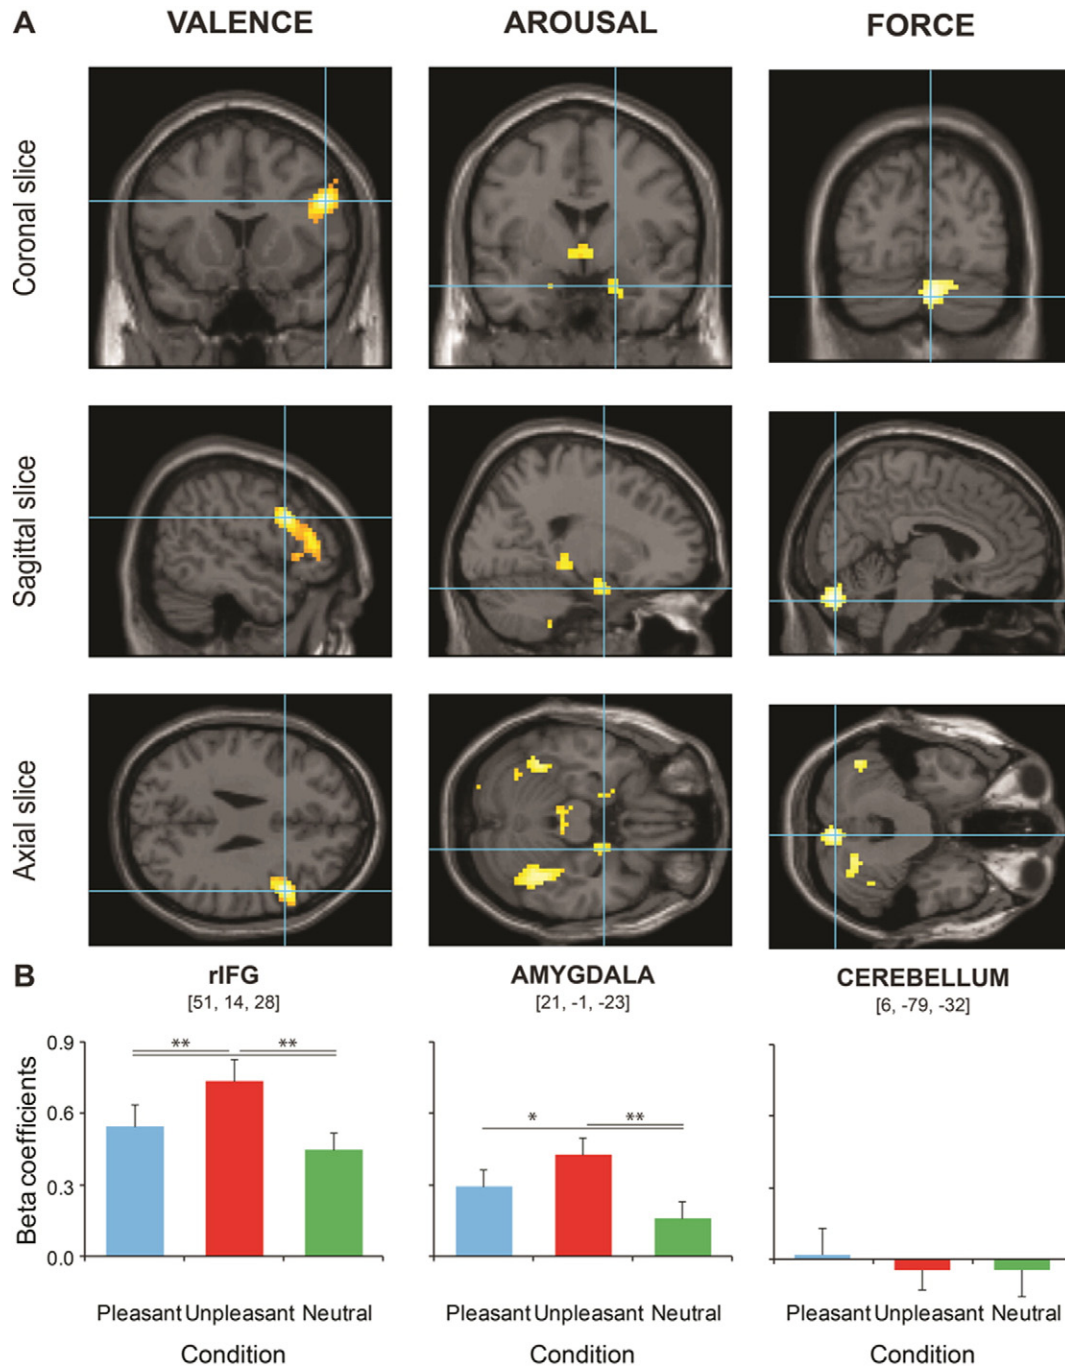 A
VALENCE
AROUSAL
FORCE
Coronal slice
Sagittal slice
Axial slice
B
rIFG
AMYGDALA
CEREBELLUM
[51, 14, 28]
[21, -1, -23]
[6, -79, -32]
Beta coefficients
0.9
0.6
0.3
0.0
** **
* **
Pleasant Unpleasant Neutral
Pleasant Unpleasant Neutral
Pleasant Unpleasant Neutral
Condition
Condition
Condition